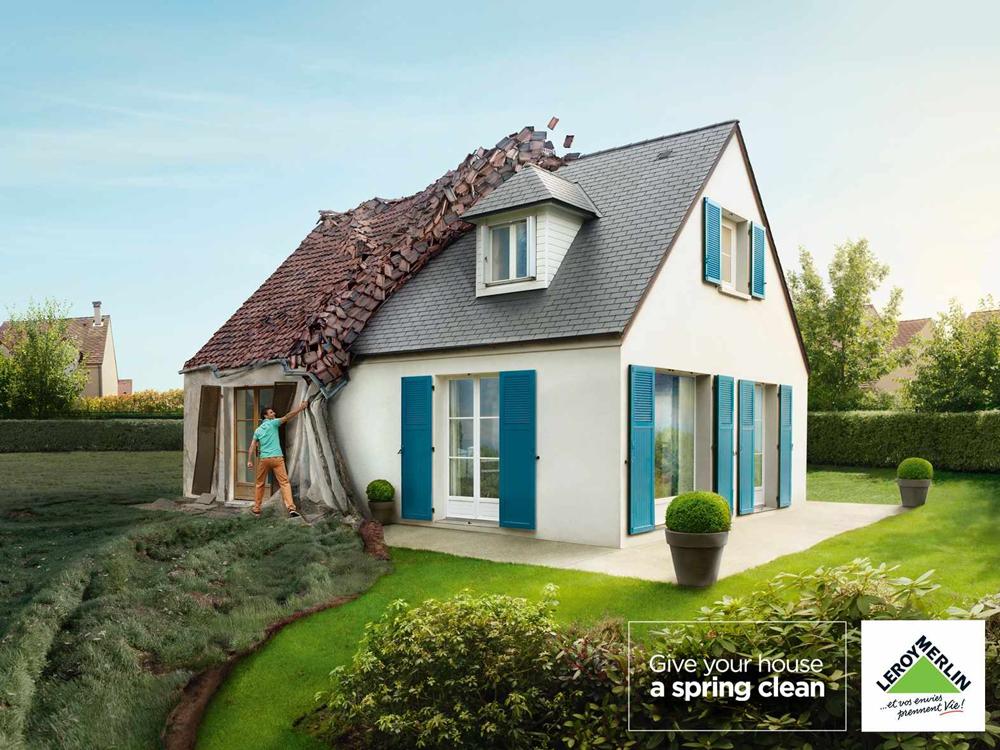 Give your house
a spring clean
LEROY MERLIN
...et vos envies
prennent Vie!